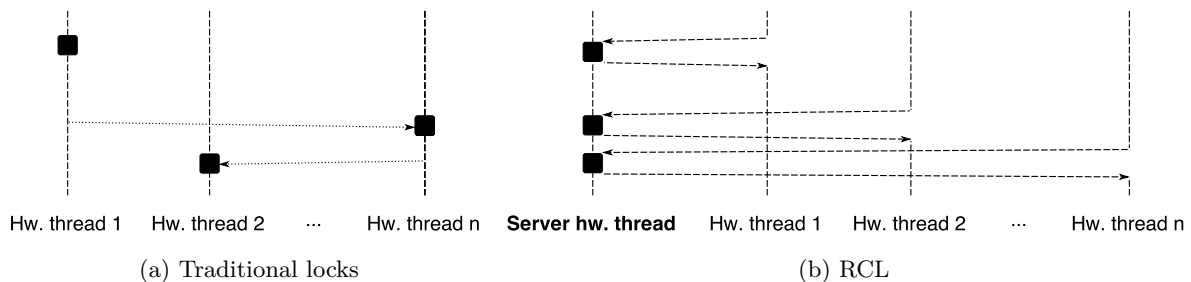 Hw. thread 1 Hw. thread 2 ... Hw. thread n Server hw. thread Hw. thread 1 Hw. thread 2 ... Hw. thread n
(a) Traditional locks (b) RCL